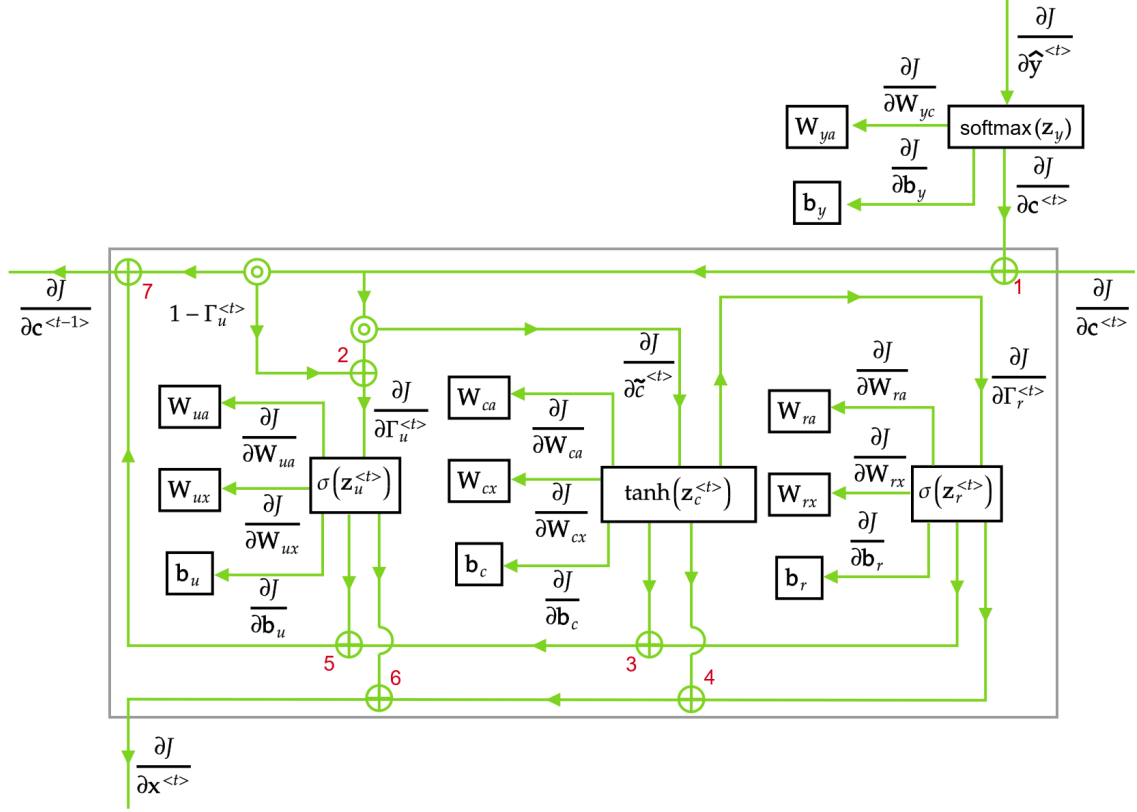 ∂J/∂ŷ^<t>
∂J/∂W_yc
W_ya
softmax(z_y)
∂J/∂b_y
∂J/∂c^<t>
b_y
7
1
∂J/∂c^<t−1>
1 − Γ_u^<t>
∂J/∂c^<t>
2
∂J/∂c̃^<t>
∂J/∂W_ra
∂J/∂Γ_r^<t>
W_ua
∂J/∂Γ_u^<t>
W_ca
W_ra
∂J/∂W_ua
∂J/∂W_ca
∂J/∂W_rx
W_ux
σ(z_u^<t>)
W_cx
tanh(z_c^<t>)
W_rx
σ(z_r^<t>)
∂J/∂W_ux
∂J/∂W_cx
∂J/∂b_r
b_u
b_c
b_r
∂J/∂b_u
∂J/∂b_c
5
3
6
4
∂J/∂x^<t>